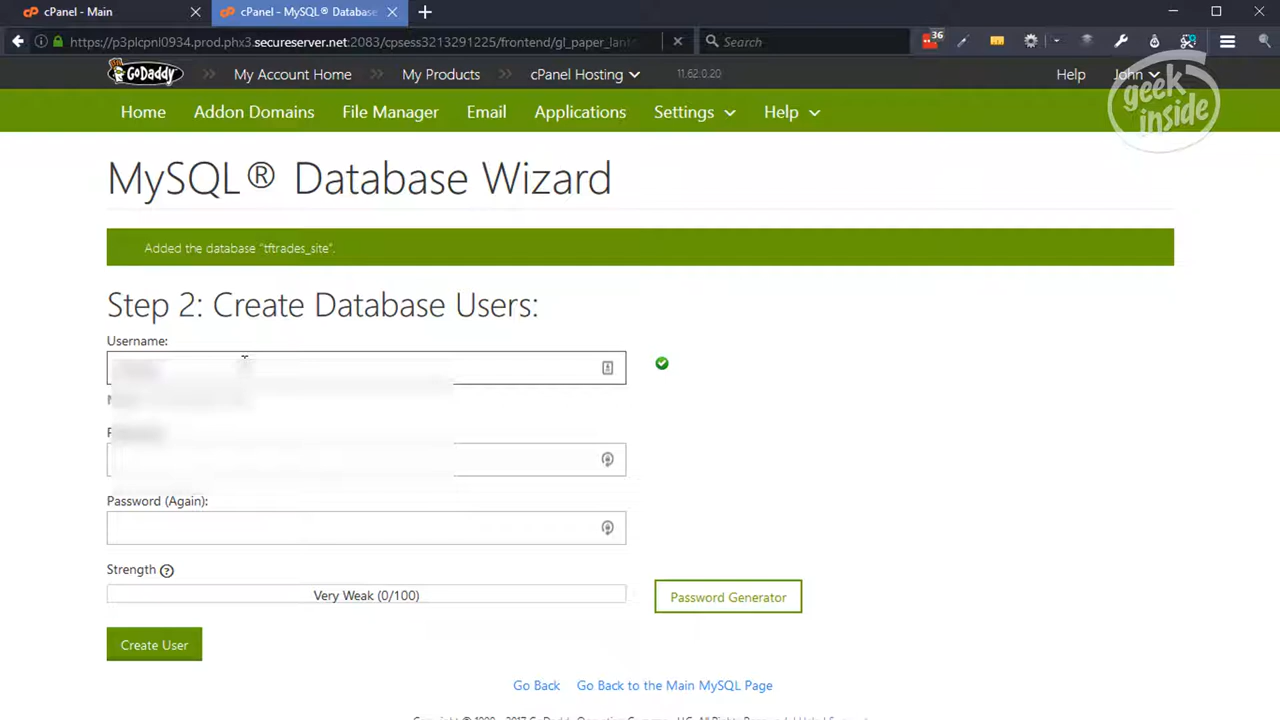 cPanel - Main
cPanel - MySQL® Database
https://p3plcpnl0934.prod.phx3.secureserver.net:2083/cpsess3213291225/frontend/gl_paper_lant
Search
36
GoDaddy
My Account Home
My Products
cPanel Hosting
11.62.0.20
Help
John
geek inside
Home
Addon Domains
File Manager
Email
Applications
Settings
Help
MySQL® Database Wizard
Added the database "tftrades_site".
Step 2: Create Database Users:
Username:
Password (Again):
Strength
Very Weak (0/100)
Password Generator
Create User
Go Back
Go Back to the Main MySQL Page